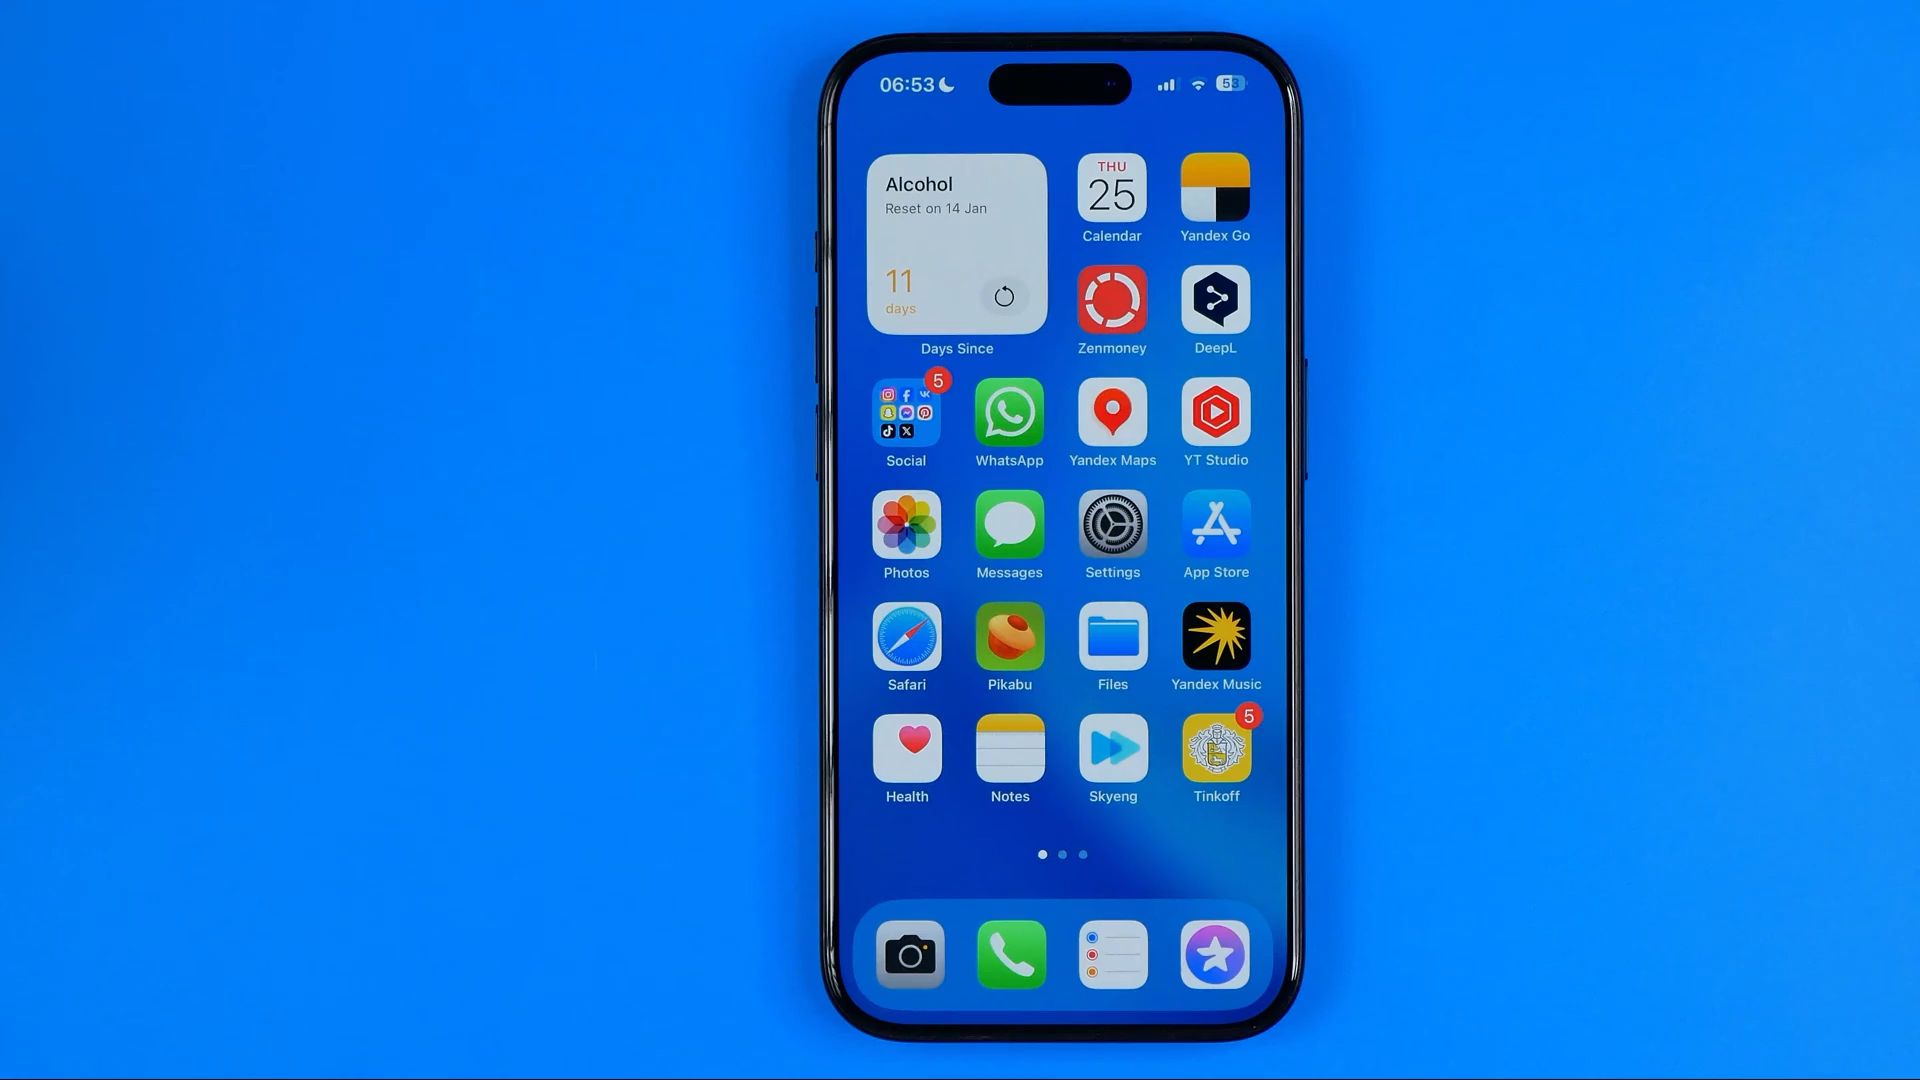 06:53
53
Alcohol
Reset on 14 Jan
11
days
Days Since
THU
25
Calendar
Yandex Go
Zenmoney
DeepL
5
Social
WhatsApp
Yandex Maps
YT Studio
Photos
Messages
Settings
App Store
Safari
Pikabu
Files
Yandex Music
Health
Notes
Skyeng
5
Tinkoff